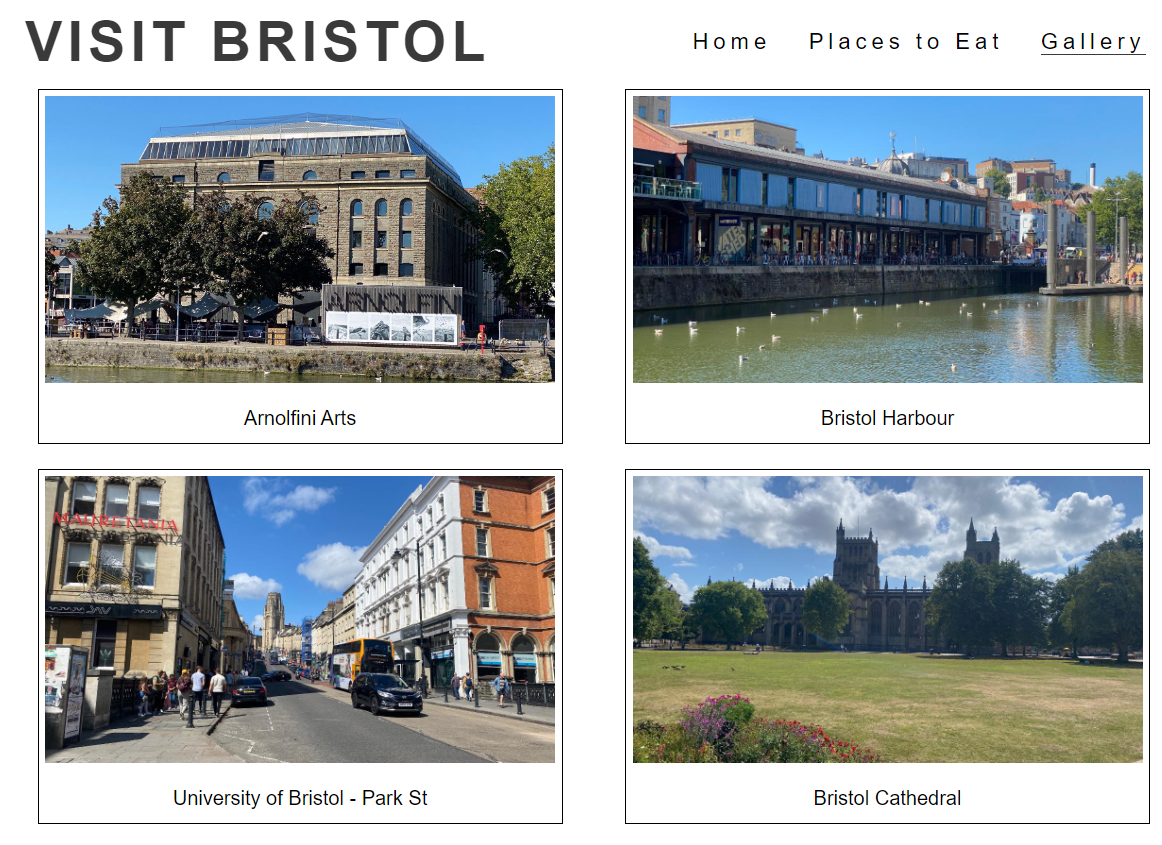 VISIT BRISTOL
Home Places to Eat Gallery
ARNOLFINI
Arnolfini Arts
Bristol Harbour
MAURETANIA
University of Bristol - Park St
Bristol Cathedral